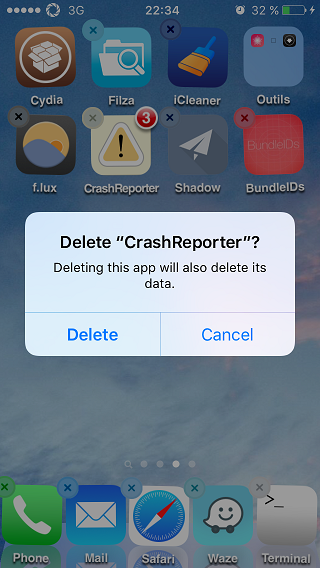 3G 22:34 32 %
Cydia Filza iCleaner Outils
3
f.lux CrashReporter Shadow BundleIDs
BundleIDs
Delete “CrashReporter”?
Deleting this app will also delete its
data.
Delete Cancel
>_
Phone Mail Safari Waze Terminal